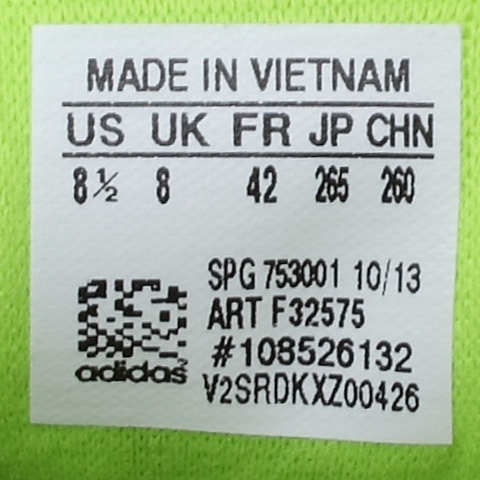 MADE IN VIETNAM
US UK FR JP CHN
8½ 8 42 265 260
SPG 753001 10/13
ART F32575
#108526132
adidas
V2SRDKXZ00426